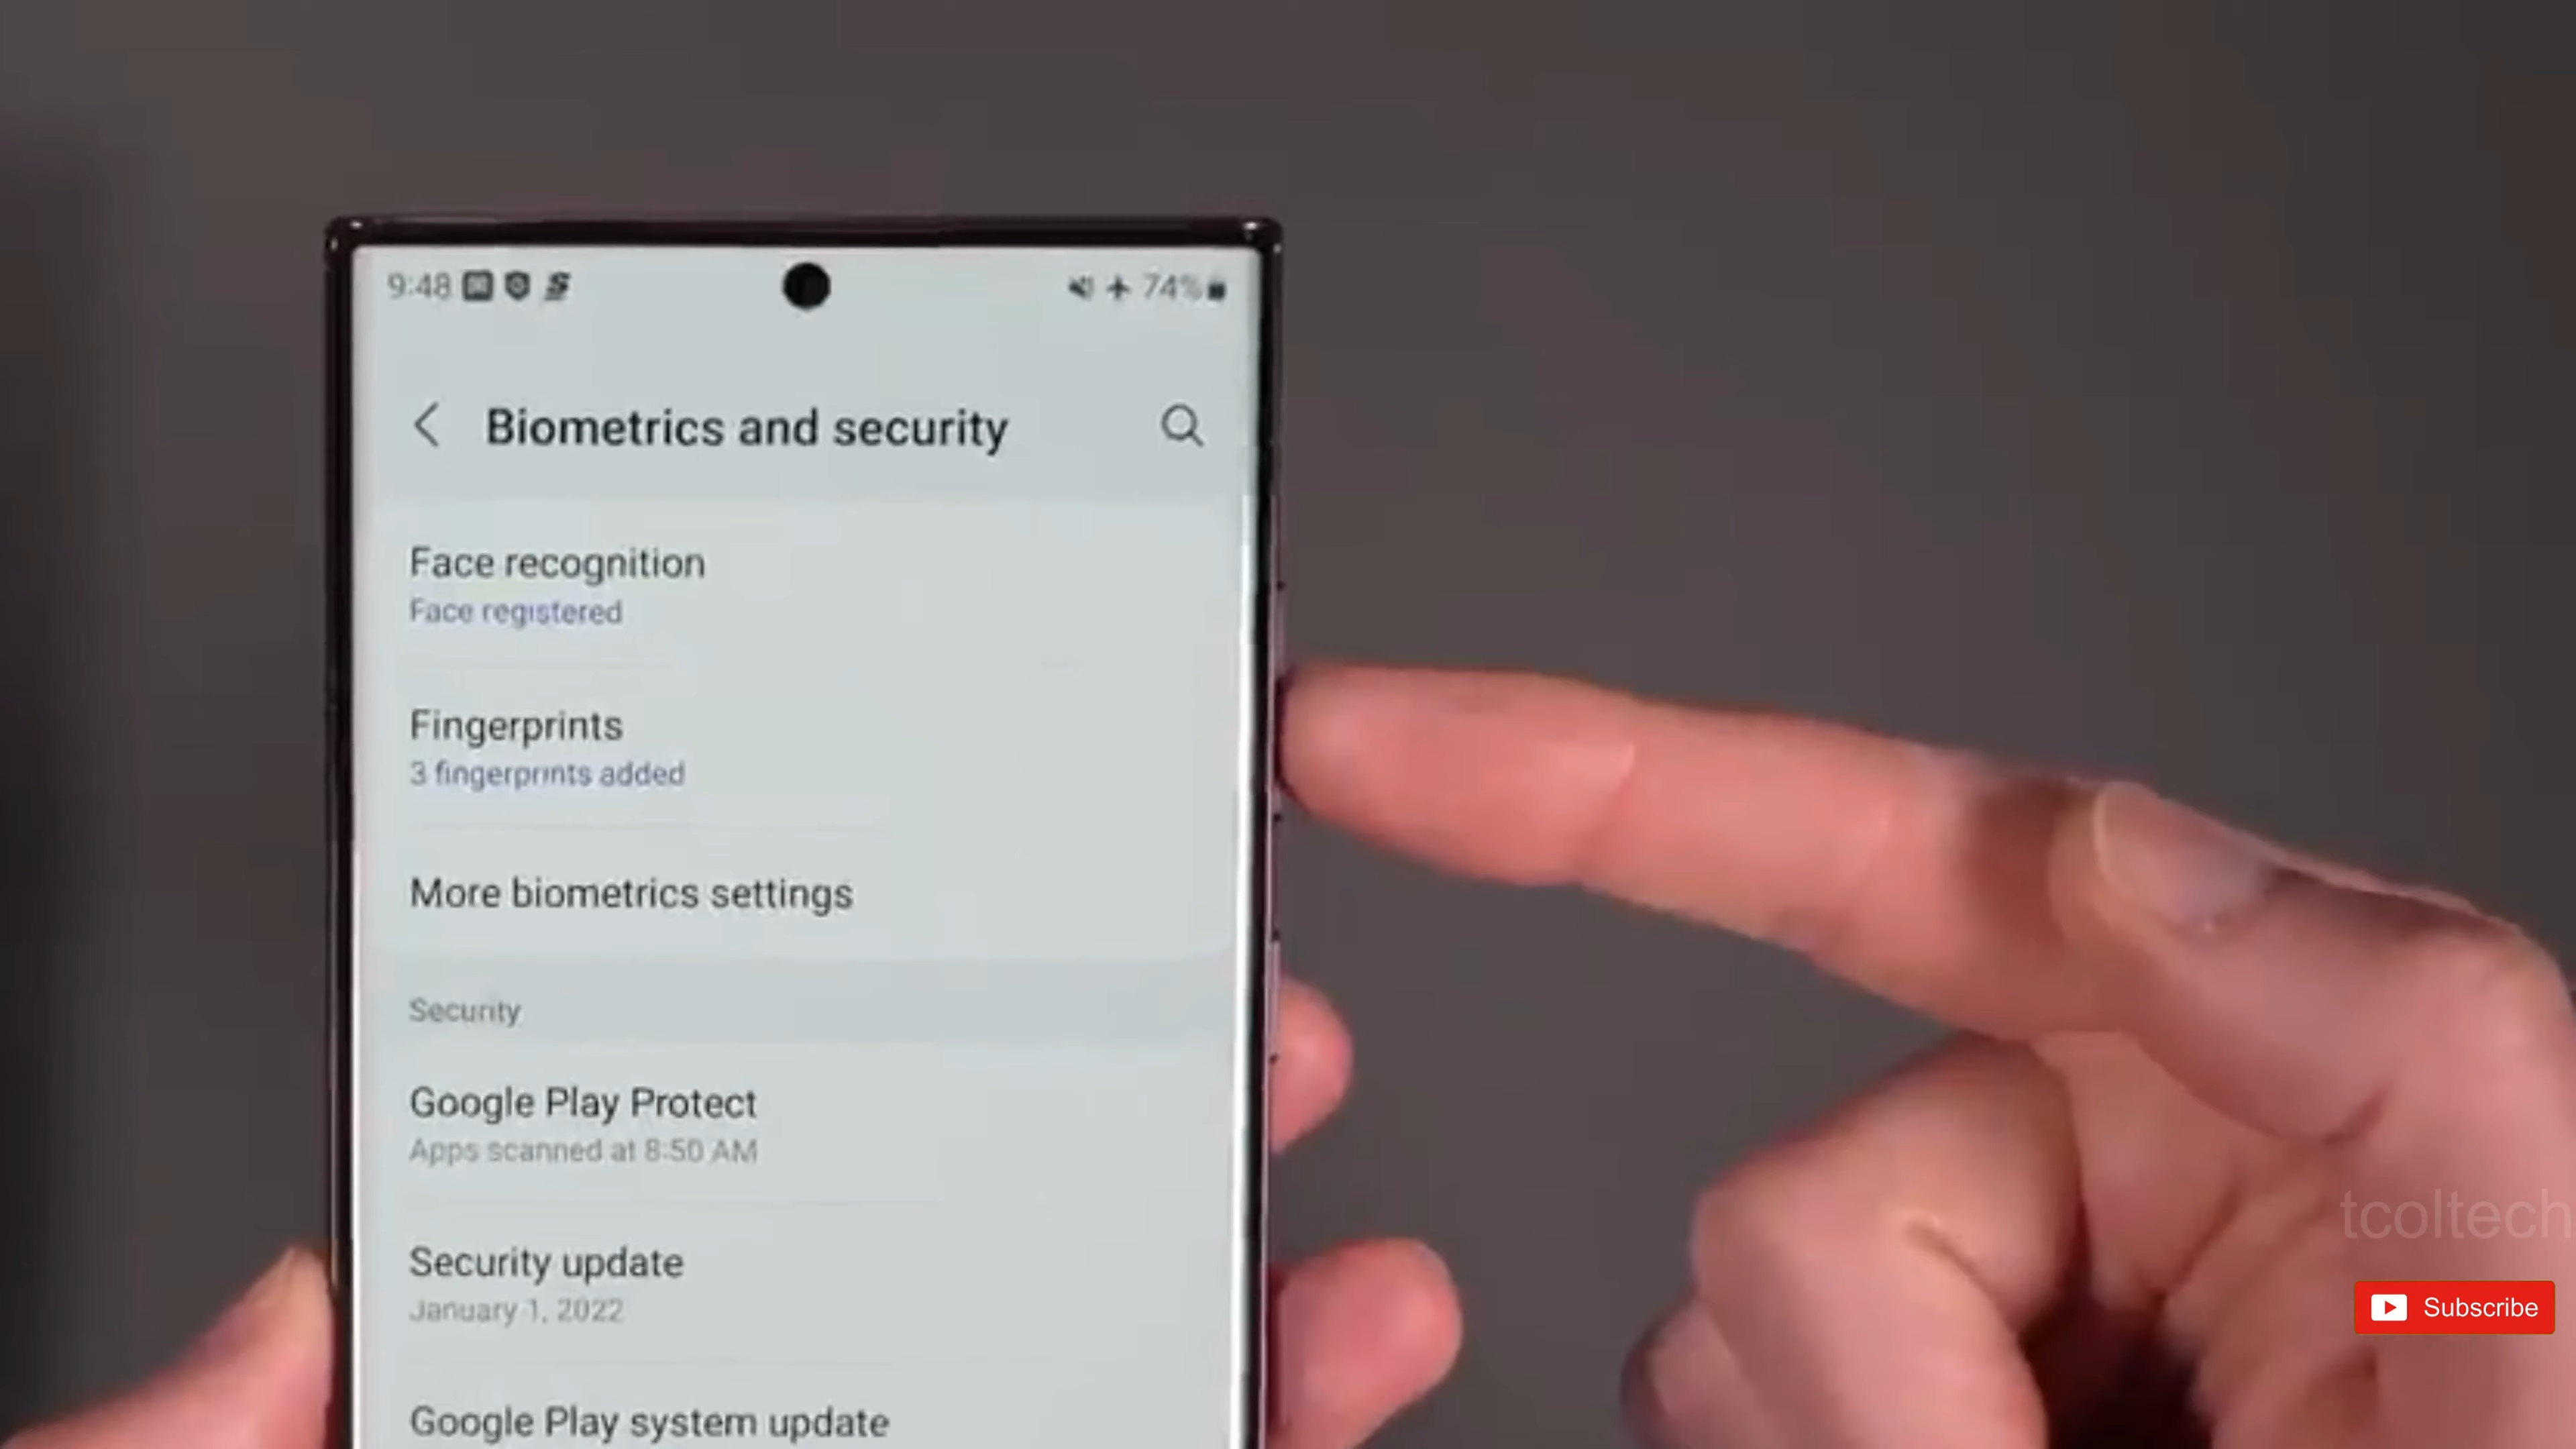 9:48
74%
Biometrics and security
Face recognition
Face registered
Fingerprints
3 fingerprints added
More biometrics settings
Security
Google Play Protect
Apps scanned at 8:50 AM
Security update
January 1, 2022
Google Play system update
tcoltech
Subscribe